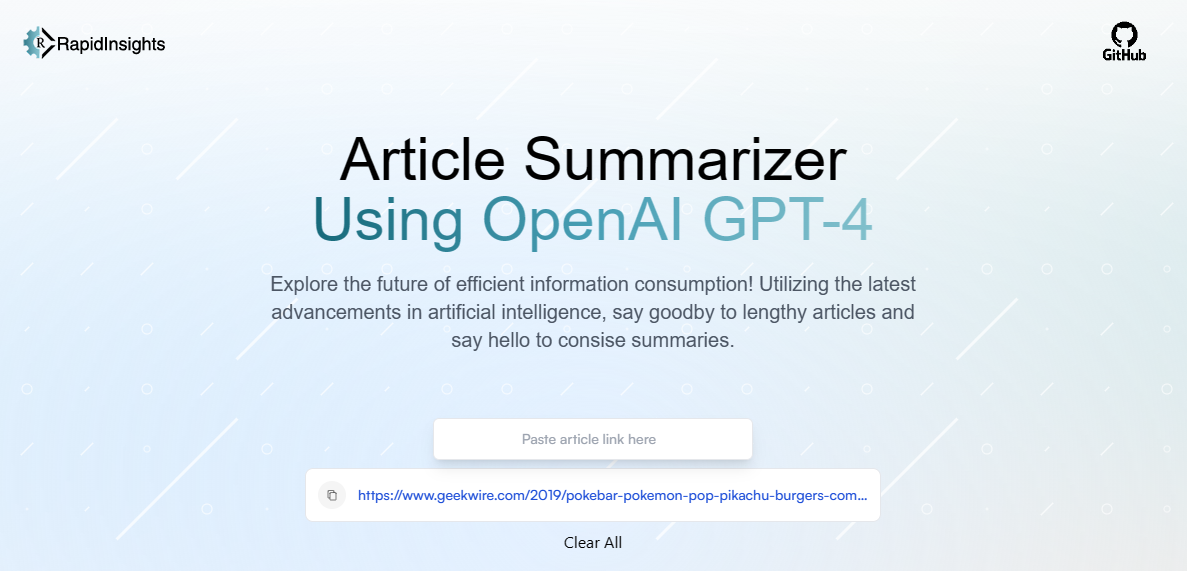 R RapidInsights
GitHub
Article Summarizer
Using OpenAI GPT-4
Explore the future of efficient information consumption! Utilizing the latest
advancements in artificial intelligence, say goodby to lengthy articles and
say hello to consise summaries.
Paste article link here
https://www.geekwire.com/2019/pokebar-pokemon-pop-pikachu-burgers-com...
Clear All